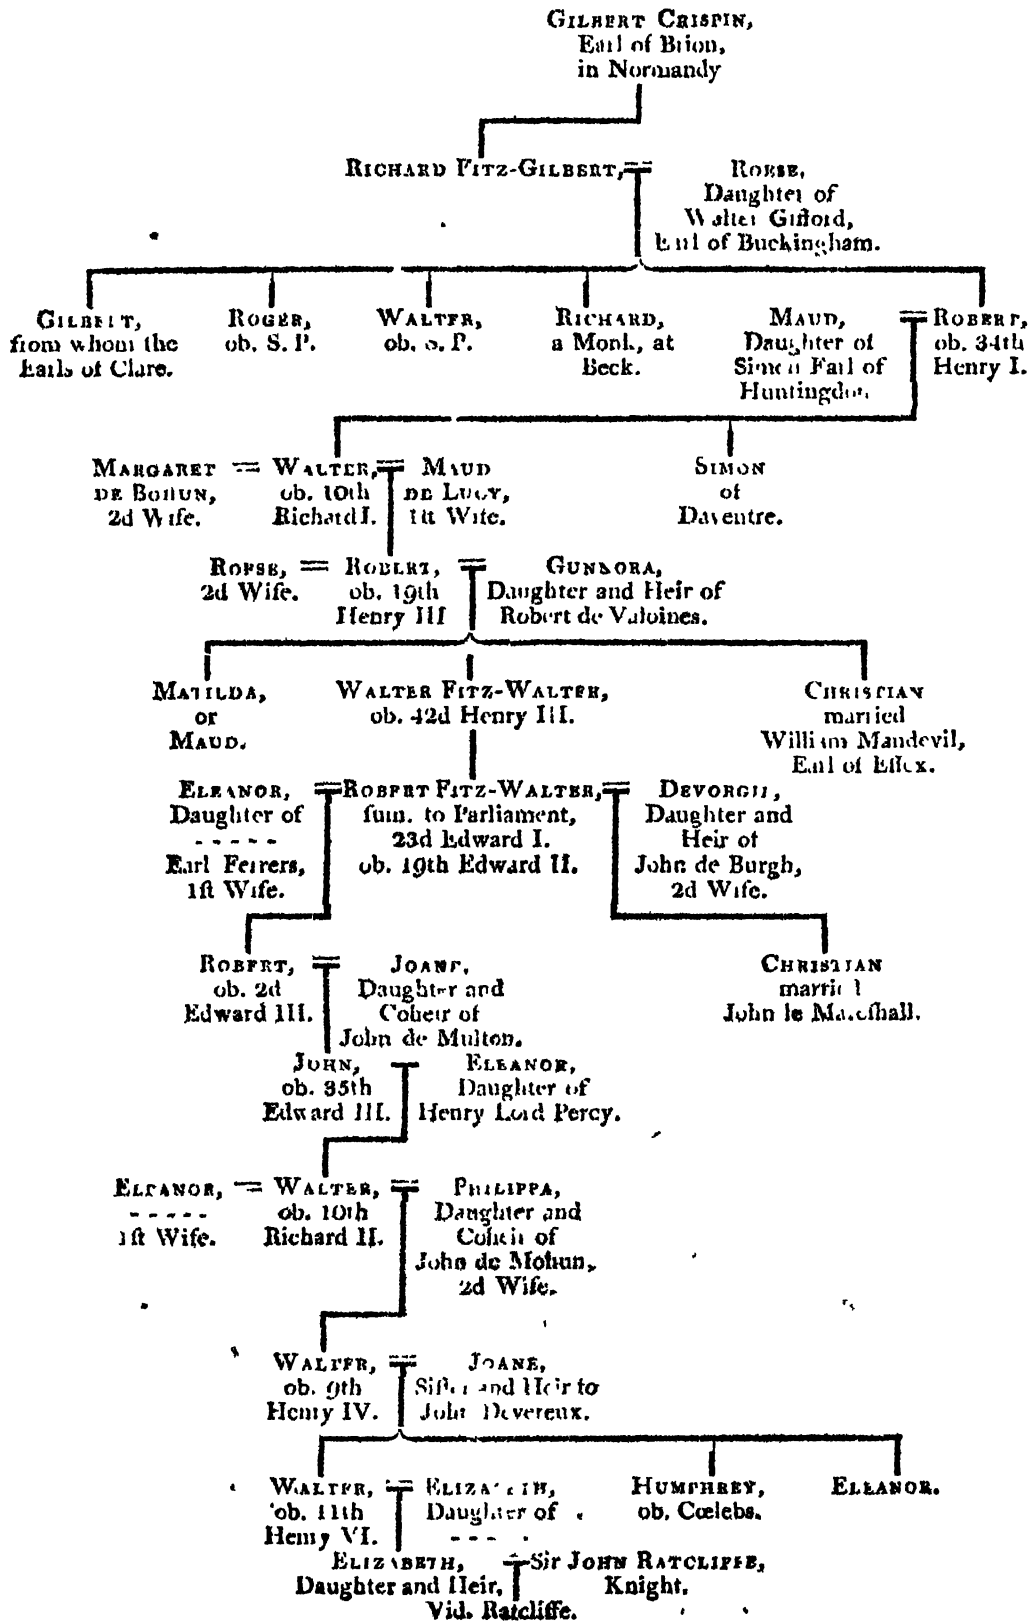 GILBERT CRISPIN,
Earl of Brion,
in Normandy
RICHARD FITZ-GILBERT,
ROESE,
Daughter of
Walter Gifford,
Earl of Buckingham.
GILBERT,
from whom the
Earls of Clare.
ROGER,
ob. S. P.
WALTER,
ob. S. P.
RICHARD,
a Monk, at
Beck.
MAUD,
Daughter of
Simon Earl of
Huntingdon
ROBERT,
ob. 34th
Henry I.
MARGARET
DE BOHUN,
2d Wife.
WALTER,
ob. 10th
Richard I.
MAUD
DE LUCY,
1st Wife.
SIMON
of
Daventre.
ROESE,
2d Wife.
ROBERT,
ob. 19th
Henry III
GUNNORA,
Daughter and Heir of
Robert de Valoines.
MATILDA,
or
MAUD.
WALTER FITZ-WALTER,
ob. 42d Henry III.
CHRISTIAN
married
William Mandevil,
Earl of Essex.
ELEANOR,
Daughter of
- - - - -
Earl Ferrers,
1st Wife.
ROBERT FITZ-WALTER,
sum. to Parliament,
23d Edward I.
ob. 19th Edward II.
DEVORGIL,
Daughter and
Heir of
John de Burgh,
2d Wife.
ROBERT,
ob. 2d
Edward III.
JOANE,
Daughter and
Coheir of
John de Multon.
CHRISTIAN
married
John le Mareshall.
JOHN,
ob. 35th
Edward III.
ELEANOR,
Daughter of
Henry Lord Percy.
ELEANOR,
- - - - -
1st Wife.
WALTER,
ob. 10th
Richard II.
PHILIPPA,
Daughter and
Coheir of
John de Mohun,
2d Wife.
WALTER,
ob. 9th
Henry IV.
JOANE,
Sister and Heir to
John Devereux.
WALTER,
ob. 11th
Henry VI.
ELIZABETH,
Daughter of
- - - -
HUMPHREY,
ob. Cœlebs.
ELEANOR.
ELIZABETH,
Daughter and Heir,
Sir JOHN RATCLIFFE,
Knight.
Vid. Ratcliffe.